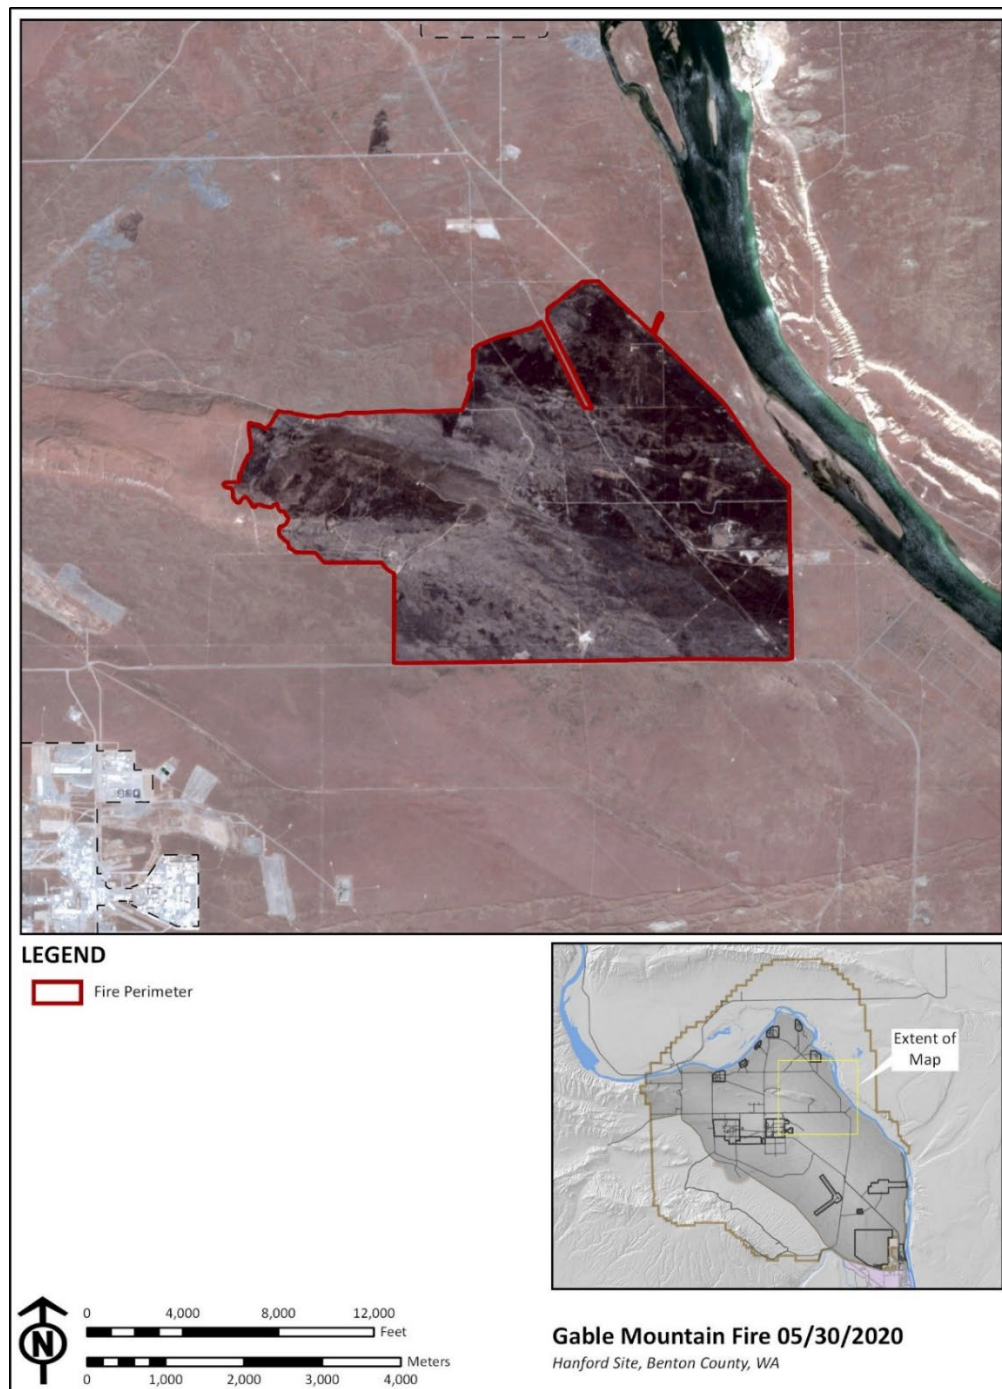 LEGEND
Fire Perimeter
Extent of
Map
N
0 4,000 8,000 12,000
Feet
Meters
0 1,000 2,000 3,000 4,000
Gable Mountain Fire 05/30/2020
Hanford Site, Benton County, WA